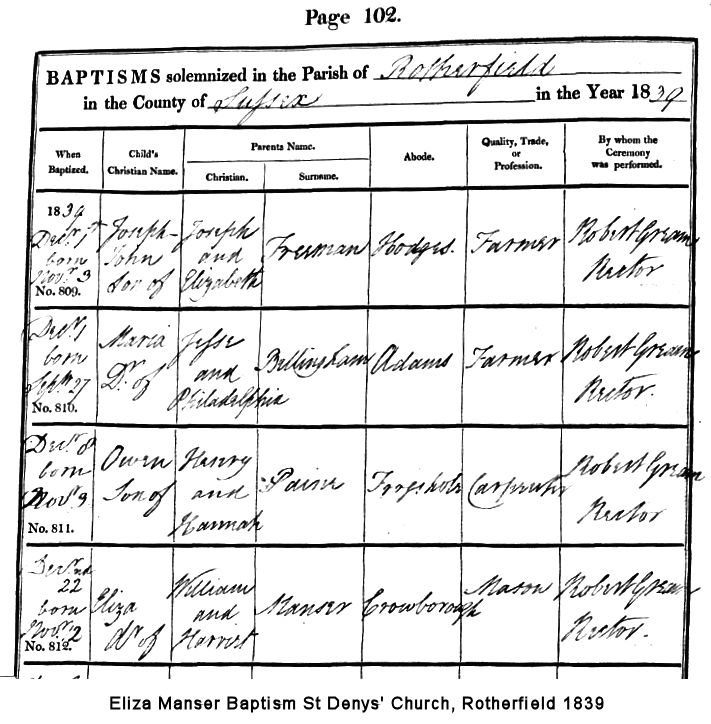 Page 102.
BAPTISMS solemnized in the Parish of Rotherfield
in the County of Sussex in the Year 1839
When Baptized.
Child's Christian Name.
Parents Name.
Christian.
Surname.
Abode.
Quality, Trade, or Profession.
By whom the Ceremony was performed.
1839
Decr. 1st
born
Novr. 3
No. 809.
Joseph-
John
Son of
Joseph
and
Elizabeth
Freeman
Hodges.
Farmer
Robert Gream
Rector
Decr. 1
born
Septr. 27
No. 810.
Maria
Dr. of
Jesse
and
Philadelphia
Bellingham
Adams
Farmer
Robert Gream
Rector.
Decr. 8
born
Novr. 3
No. 811.
Owen
Son of
Henry
and
Hannah
Paine
Carpenter
Robert Gream
Rector
Decr.
22nd
born
Novr. 2
No. 812.
Eliza
dr. of
William
and
Harriet
Manser
Crowborough
Mason
Robert Gream
Rector.
Eliza Manser Baptism St Denys' Church, Rotherfield 1839